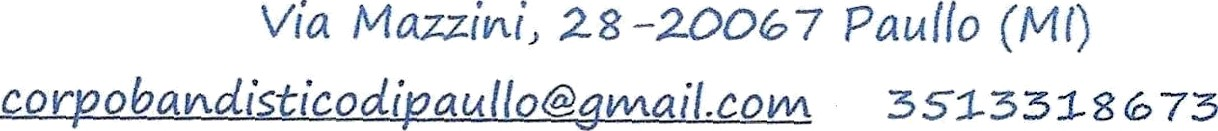 Via Mazzini, 28-20067 Paullo (MI)
corpobandisticodipaullo@gmail.com 3513318673